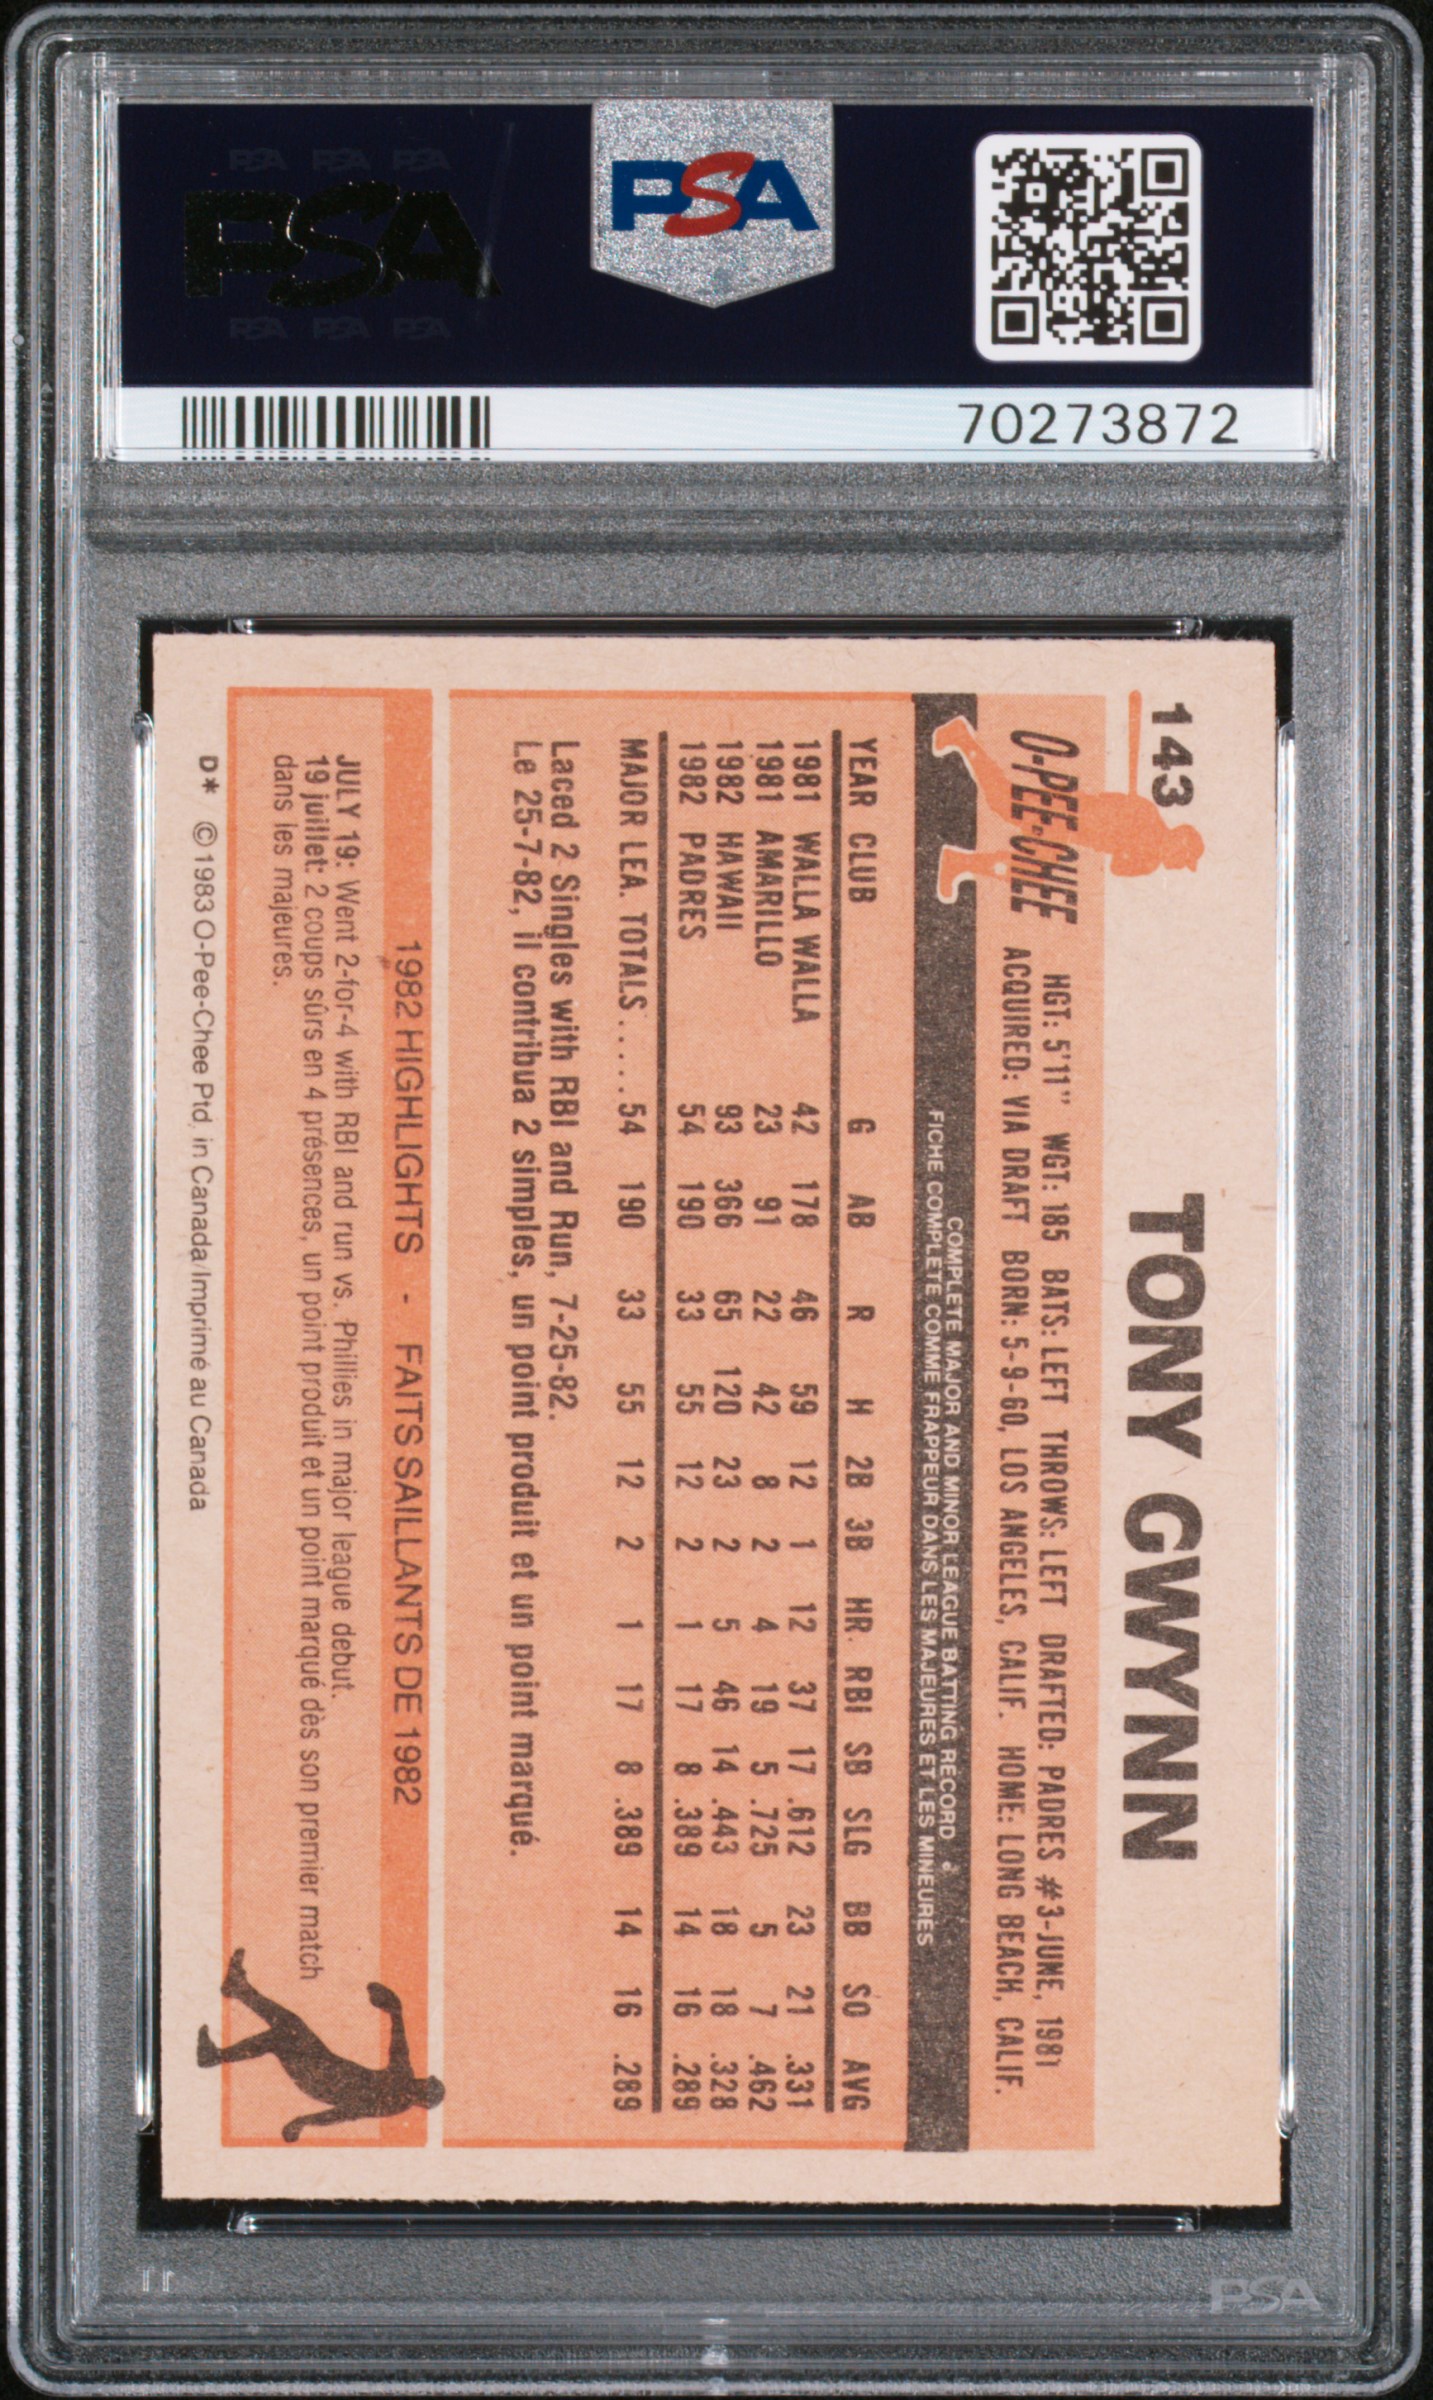 PSA PSA PSA
PSA
PSA PSA PSA
PSA
70273872
143
TONY GWYNN
O-PEE-CHEE
HGT: 5'11" WGT: 185 BATS: LEFT THROWS: LEFT DRAFTED: PADRES #3-JUNE, 1981
ACQUIRED: VIA DRAFT BORN: 5-9-60, LOS ANGELES, CALIF. HOME: LONG BEACH, CALIF.
COMPLETE MAJOR AND MINOR LEAGUE BATTING RECORD
FICHE COMPLETE COMME FRAPPEUR DANS LES MAJEURES ET LES MINEURES
YEAR CLUB G AB R H 2B 3B HR. RBI SB SLG BB SO AVG
1981 WALLA WALLA 42 178 46 59 12 1 12 37 17 .612 23 21 .331
1981 AMARILLO 23 91 22 42 8 2 4 19 5 .725 5 7 .462
1982 HAWAII 93 366 65 120 23 2 5 46 14 .443 18 18 .328
1982 PADRES 54 190 33 55 12 2 1 17 8 .389 14 16 .289
MAJOR LEA. TOTALS..... 54 190 33 55 12 2 1 17 8 .389 14 16 .289
Laced 2 Singles with RBI and Run, 7-25-82.
Le 25-7-82, il contribua 2 simples, un point produit et un point marqué.
1982 HIGHLIGHTS - FAITS SAILLANTS DE 1982
JULY 19: Went 2-for-4 with RBI and run vs. Phillies in major league debut.
19 juillet: 2 coups sûrs en 4 présences, un point produit et un point marqué dès son premier match
dans les majeures.
D* © 1983 O-Pee-Chee Ptd. in Canada/Imprimé au Canada
PSA